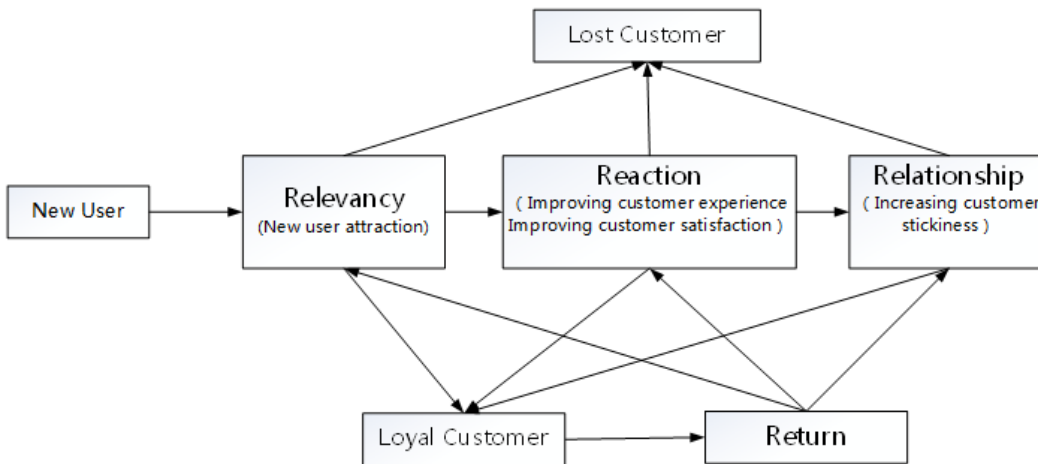 Lost Customer
New User
Relevancy
(New user attraction)
Reaction
( Improving customer experience
Improving customer satisfaction )
Relationship
( Increasing customer
stickiness )
Loyal Customer
Return